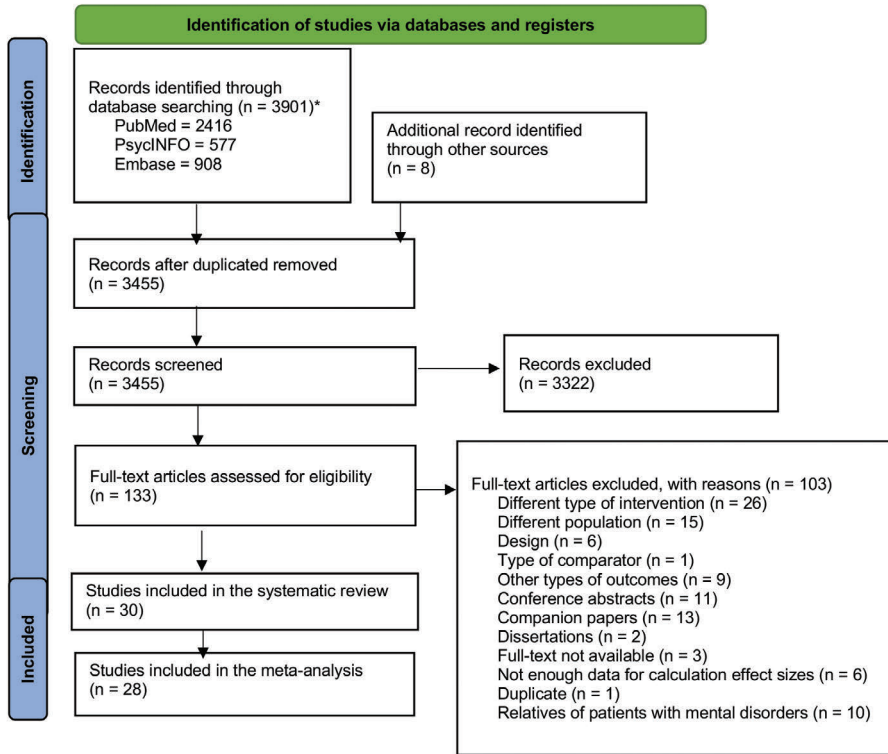 Identification of studies via databases and registers
Identification
Records identified through
database searching (n = 3901)*
PubMed = 2416
PsycINFO = 577
Embase = 908
Additional record identified
through other sources
(n = 8)
Screening
Records after duplicated removed
(n = 3455)
Records screened
(n = 3455)
Records excluded
(n = 3322)
Full-text articles assessed for eligibility
(n = 133)
Full-text articles excluded, with reasons (n = 103)
Different type of intervention (n = 26)
Different population (n = 15)
Design (n = 6)
Type of comparator (n = 1)
Other types of outcomes (n = 9)
Conference abstracts (n = 11)
Companion papers (n = 13)
Dissertations (n = 2)
Full-text not available (n = 3)
Not enough data for calculation effect sizes (n = 6)
Duplicate (n = 1)
Relatives of patients with mental disorders (n = 10)
Included
Studies included in the systematic review
(n = 30)
Studies included in the meta-analysis
(n = 28)